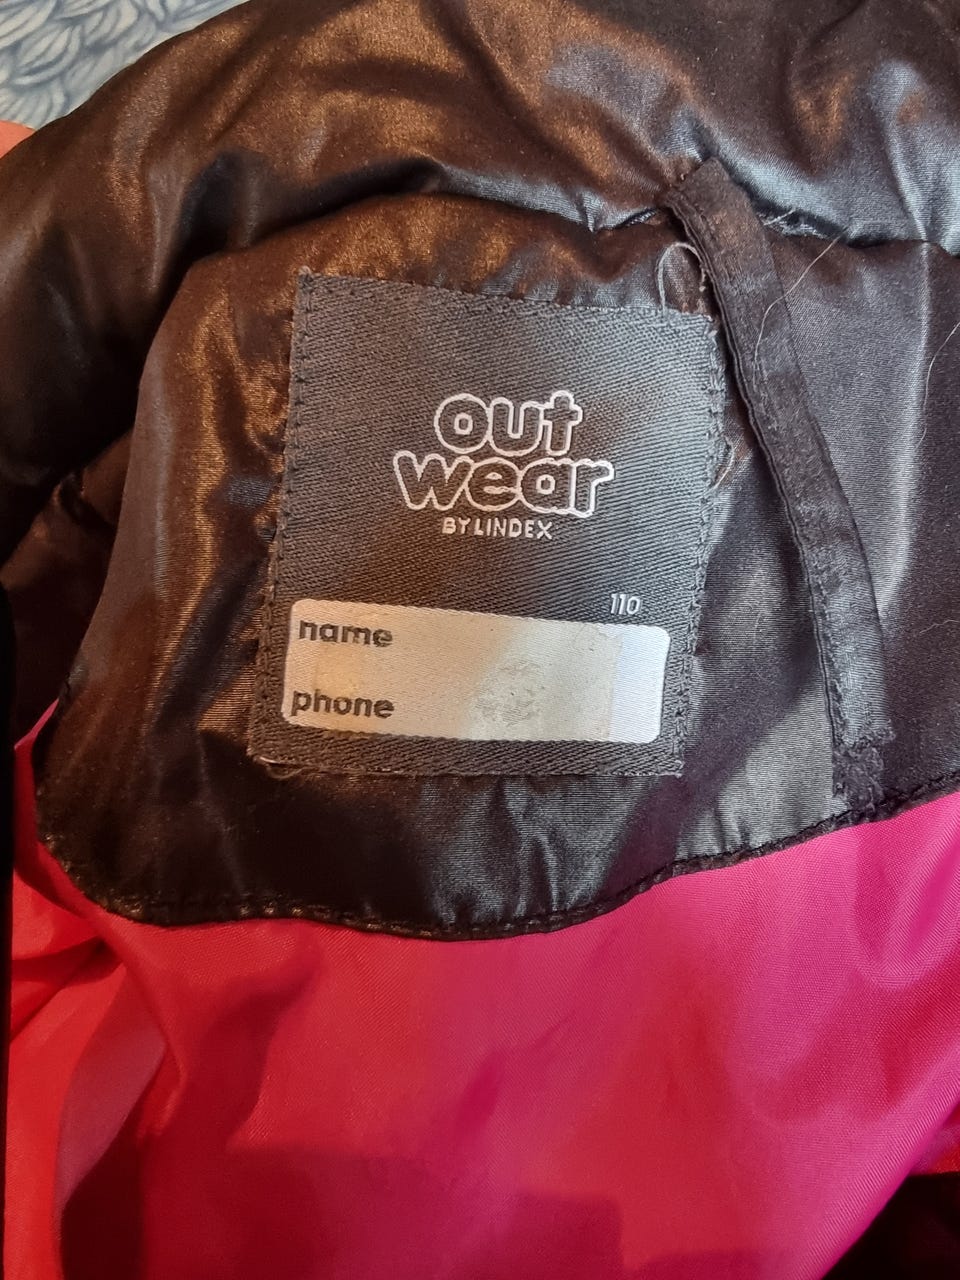 out
wear
BY LINDEX
110
name
phone